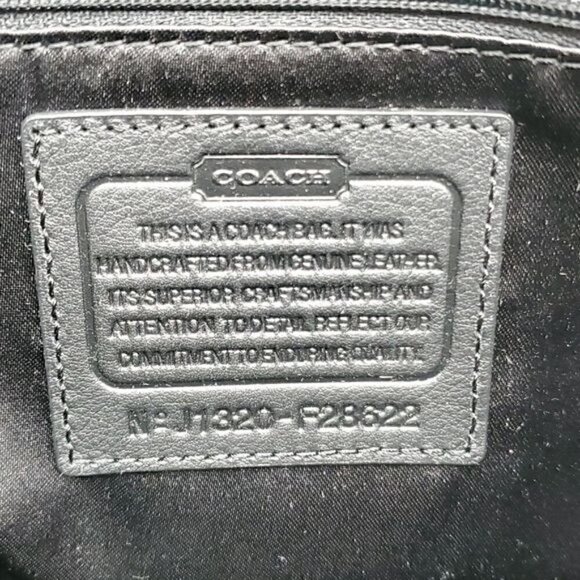 COACH
THIS IS A COACH BAG. IT WAS
HANDCRAFTED FROM GENUINE LEATHER.
ITS SUPERIOR CRAFTSMANSHIP AND
ATTENTION TO DETAIL REFLECT OUR
COMMITMENT TO ENDURING QUALITY.
Nº J1320-F28622